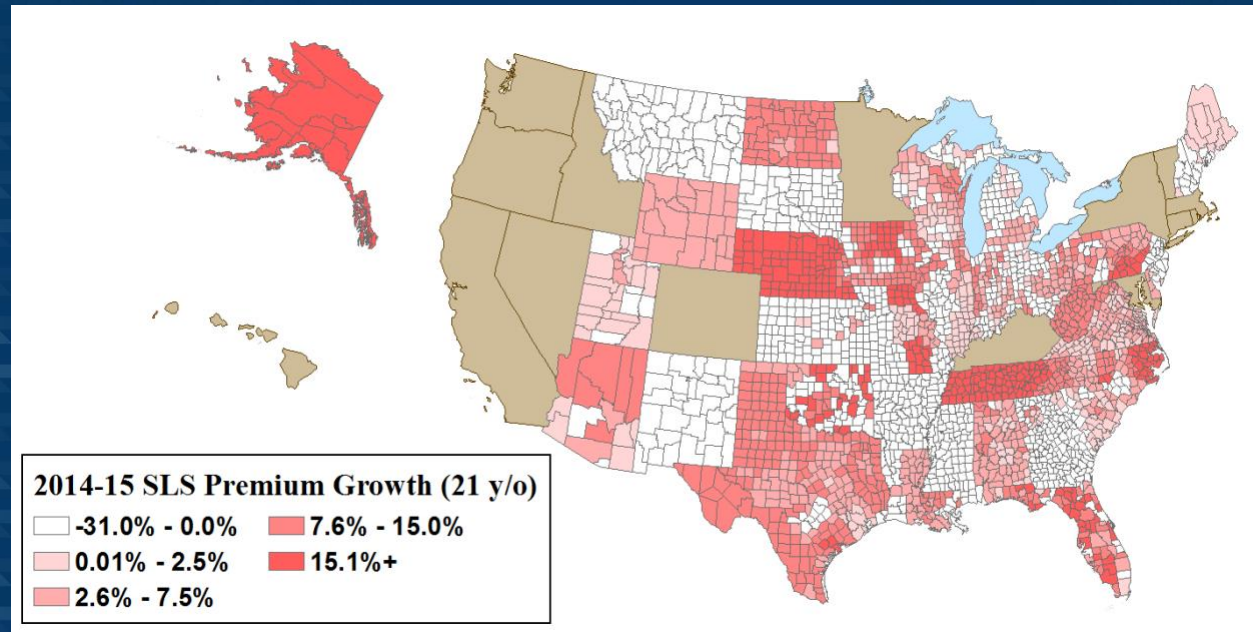 2014-15 SLS Premium Growth (21 y/o)
-31.0% - 0.0%
7.6% - 15.0%
0.01% - 2.5%
15.1%+
2.6% - 7.5%